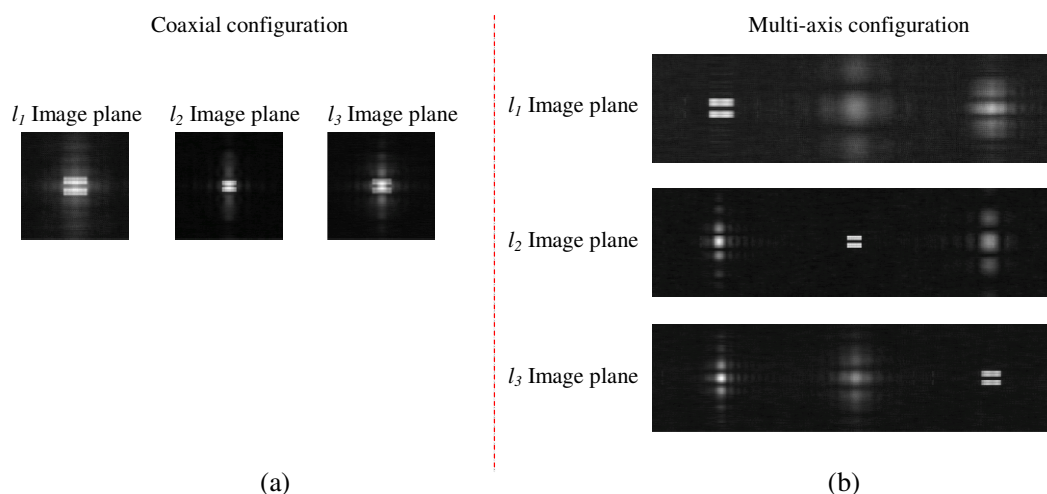 Coaxial configuration
l1 Image plane
l2 Image plane
l3 Image plane
(a)
Multi-axis configuration
l1 Image plane
l2 Image plane
l3 Image plane
(b)